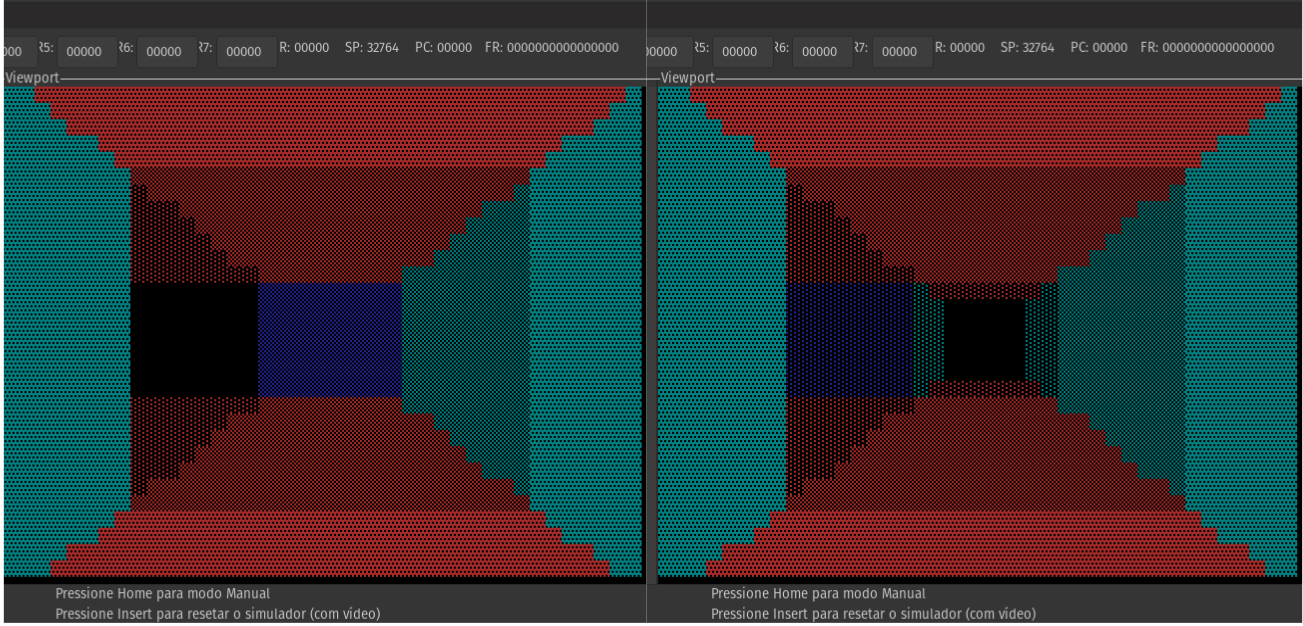 000 R5: 00000 R6: 00000 R7: 00000 R: 00000 SP: 32764 PC: 00000 FR: 0000000000000000
Viewport
Pressione Home para modo Manual
Pressione Insert para resetar o simulador (com vídeo)
00000 R5: 00000 R6: 00000 R7: 00000 R: 00000 SP: 32764 PC: 00000 FR: 0000000000000000
Viewport
Pressione Home para modo Manual
Pressione Insert para resetar o simulador (com vídeo)